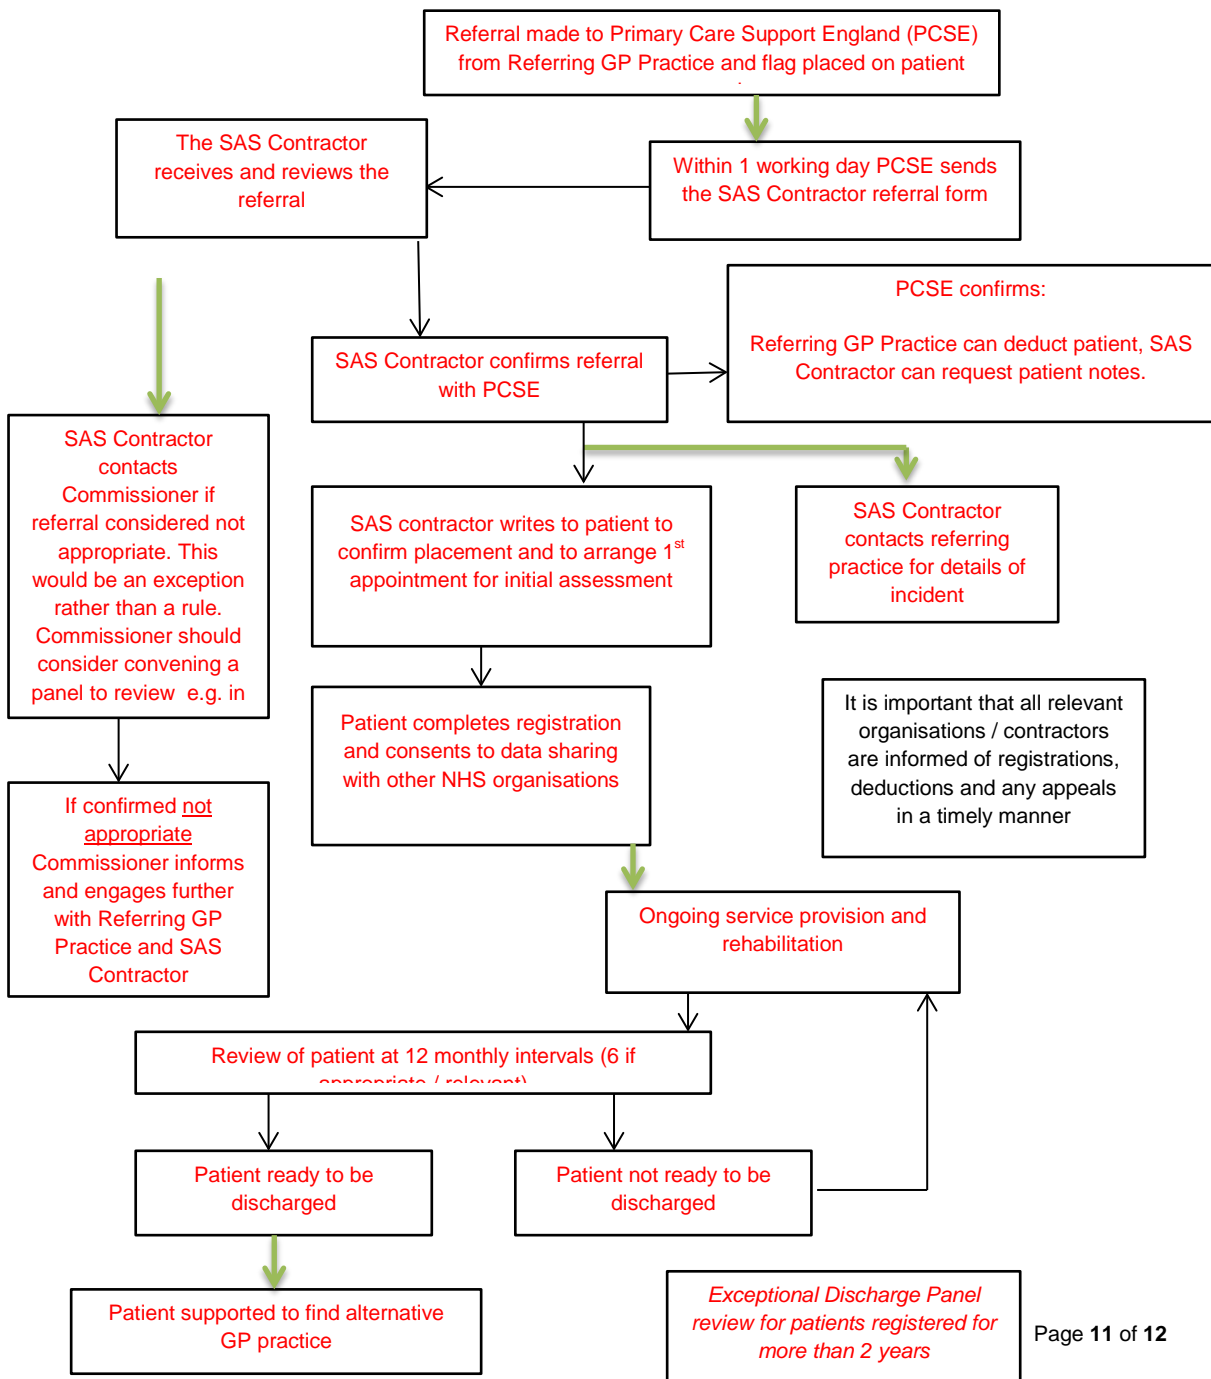 Referral made to Primary Care Support England (PCSE)
from Referring GP Practice and flag placed on patient
The SAS Contractor
receives and reviews the
referral
Within 1 working day PCSE sends
the SAS Contractor referral form
PCSE confirms:
Referring GP Practice can deduct patient, SAS
Contractor can request patient notes.
SAS Contractor confirms referral
with PCSE
SAS Contractor
contacts
Commissioner if
referral considered not
appropriate. This
would be an exception
rather than a rule.
Commissioner should
consider convening a
panel to review e.g. in
SAS contractor writes to patient to
confirm placement and to arrange 1st
appointment for initial assessment
SAS Contractor
contacts referring
practice for details of
incident
Patient completes registration
and consents to data sharing
with other NHS organisations
It is important that all relevant
organisations / contractors
are informed of registrations,
deductions and any appeals
in a timely manner
If confirmed not
appropriate
Commissioner informs
and engages further
with Referring GP
Practice and SAS
Contractor
Ongoing service provision and
rehabilitation
Review of patient at 12 monthly intervals (6 if
appropriate / relevant)
Patient ready to be
discharged
Patient not ready to be
discharged
Patient supported to find alternative
GP practice
Exceptional Discharge Panel
review for patients registered for
more than 2 years
Page 11 of 12